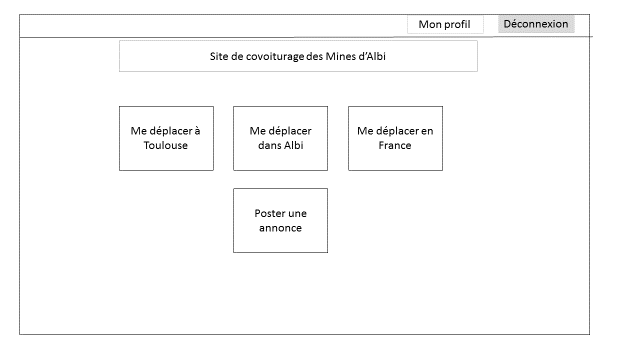 Mon profil
Déconnexion
Site de covoiturage des Mines d'Albi
Me déplacer à
Toulouse
Me déplacer
dans Albi
Me déplacer en
France
Poster une
annonce